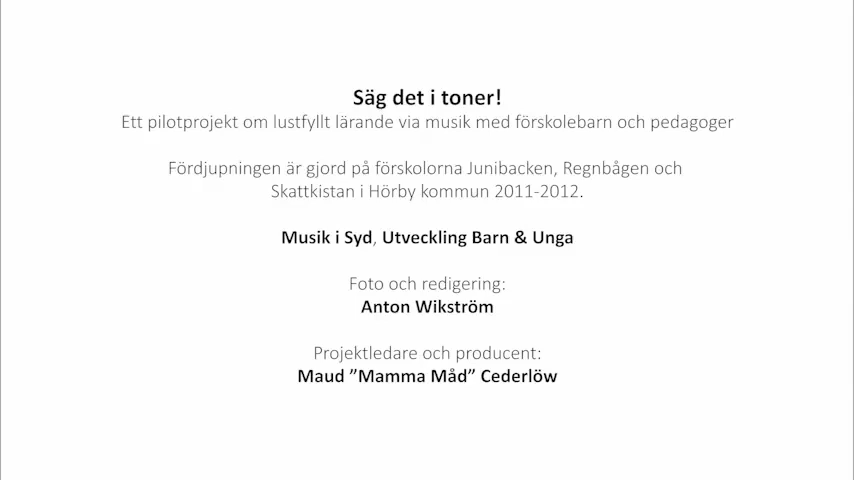 Säg det i toner!
Ett pilotprojekt om lustfyllt lärande via musik med förskolebarn och pedagoger
Fördjupningen är gjord på förskolorna Junibacken, Regnbågen och
Skattkistan i Hörby kommun 2011-2012.
Musik i Syd, Utveckling Barn & Unga
Foto och redigering:
Anton Wikström
Projektledare och producent:
Maud ”Mamma Måd” Cederlöw